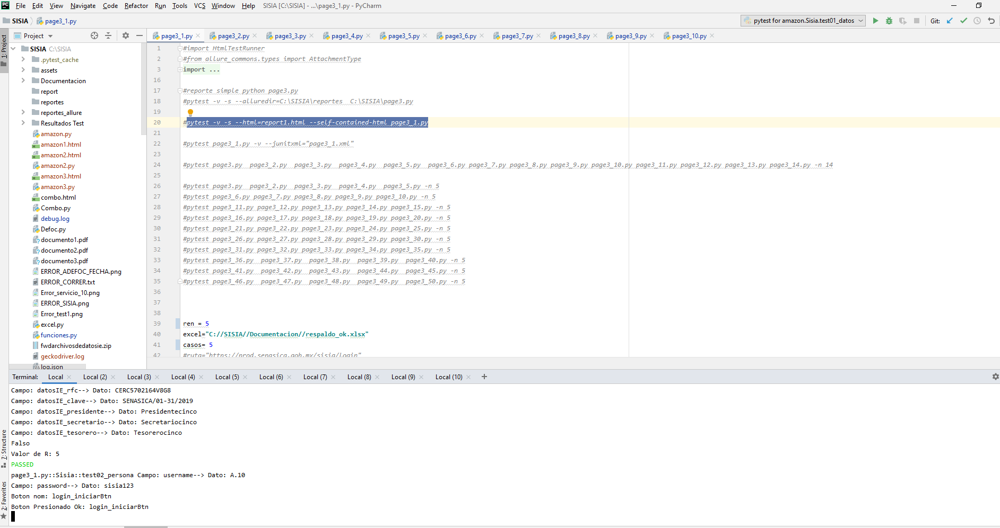 PC File Edit View Navigate Code Refactor Run Tools VCS Window Help SISIA [C:\SISIA] - ...\page3_1.py - PyCharm
SISIA page3_1.py
pytest for amazon.Sisia.test01_datos Git:
1: Project
Project
page3_1.py page3_2.py page3_3.py page3_4.py page3_5.py page3_6.py page3_7.py page3_8.py page3_9.py page3_10.py
SISIA C:\SISIA
.pytest_cache
assets
Documentacion
report
reportes
reportes_allure
Resultados Test
amazon.py
amazon1.html
amazon2.html
amazon2.py
amazon3.html
amazon3.py
combo.html
Combo.py
debug.log
Defoc.py
documento1.pdf
documento2.pdf
documento3.pdf
ERROR_ADEFOC_FECHA.png
ERROR_CORRER.txt
Error_servicio_10.png
ERROR_SISIA.png
Error_test1.png
excel.py
funciones.py
fwdarchivosdedatosie.zip
geckodriver.log
log.json
1 #import HtmlTestRunner
2 #from allure_commons.types import AttachmentType
3 import ...
16
17 #reporte simple python page3.py
18 #pytest -v -s --alluredir=C:\SISIA\reportes  C:\SISIA\page3.py
19
20 #pytest -v -s --html=report1.html --self-contained-html page3_1.py
21
22 #pytest page3_1.py -v --junitxml="page3_1.xml"
23
24 #pytest page3.py  page3_2.py  page3_3.py  page3_4.py  page3_5.py  page3_6.py page3_7.py page3_8.py page3_9.py page3_10.py page3_11.py page3_12.py page3_13.py page3_14.py -n 14
25
26 #pytest page3.py  page3_2.py  page3_3.py  page3_4.py  page3_5.py -n 5
27 #pytest page3_6.py page3_7.py page3_8.py page3_9.py page3_10.py -n 5
28 #pytest page3_11.py page3_12.py page3_13.py page3_14.py page3_15.py -n 5
29 #pytest page3_16.py page3_17.py page3_18.py page3_19.py page3_20.py -n 5
30 #pytest page3_21.py page3_22.py page3_23.py page3_24.py page3_25.py -n 5
31 #pytest page3_26.py page3_27.py page3_28.py page3_29.py page3_30.py -n 5
32 #pytest page3_31.py page3_32.py page3_33.py page3_34.py page3_35.py -n 5
33 #pytest page3_36.py  page3_37.py  page3_38.py  page3_39.py  page3_40.py -n 5
34 #pytest page3_41.py  page3_42.py  page3_43.py  page3_44.py  page3_45.py -n 5
35 #pytest page3_46.py  page3_47.py  page3_48.py  page3_49.py  page3_50.py -n 5
36
37
38
39 ren = 5
40 excel="C://SISIA//Documentacion//respaldo_ok.xlsx"
41 casos= 5
42 #ruta="https://prod.senasica.gob.mx/sisia/login"
Terminal: Local Local (2) Local (3) Local (4) Local (5) Local (6) Local (7) Local (8) Local (9) Local (10)
Campo: datosIE_rfc--> Dato: CERC5702164V8G8
Campo: datosIE_clave--> Dato: SENASICA/01-31/2019
Campo: datosIE_presidente--> Dato: Presidentecinco
Campo: datosIE_secretario--> Dato: Secretariocinco
Campo: datosIE_tesorero--> Dato: Tesorerocinco
Falso
Valor de R: 5
PASSED
page3_1.py::Sisia::test02_persona Campo: username--> Dato: A.10
Campo: password--> Dato: sisia123
Boton nom: login_iniciarBtn
Boton Presionado Ok: login_iniciarBtn
7: Structure
2: Favorites